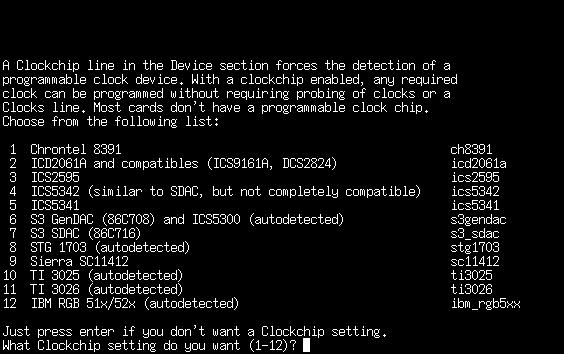 A Clockchip line in the Device section forces the detection of a
programmable clock device. With a clockchip enabled, any required
clock can be programmed without requiring probing of clocks or a
Clocks line. Most cards don't have a programmable clock chip.
Choose from the following list:
1 Chrontel 8391 ch8391
2 ICD2061A and compatibles (ICS9161A, DCS2824) icd2061a
3 ICS2595 ics2595
4 ICS5342 (similar to SDAC, but not completely compatible) ics5342
5 ICS5341 ics5341
6 S3 GenDAC (86C708) and ICS5300 (autodetected) s3gendac
7 S3 SDAC (86C716) s3_sdac
8 STG 1703 (autodetected) stg1703
9 Sierra SC11412 sc11412
10 TI 3025 (autodetected) ti3025
11 TI 3026 (autodetected) ti3026
12 IBM RGB 51x/52x (autodetected) ibm_rgb5xx
Just press enter if you don't want a Clockchip setting.
What Clockchip setting do you want (1-12)?